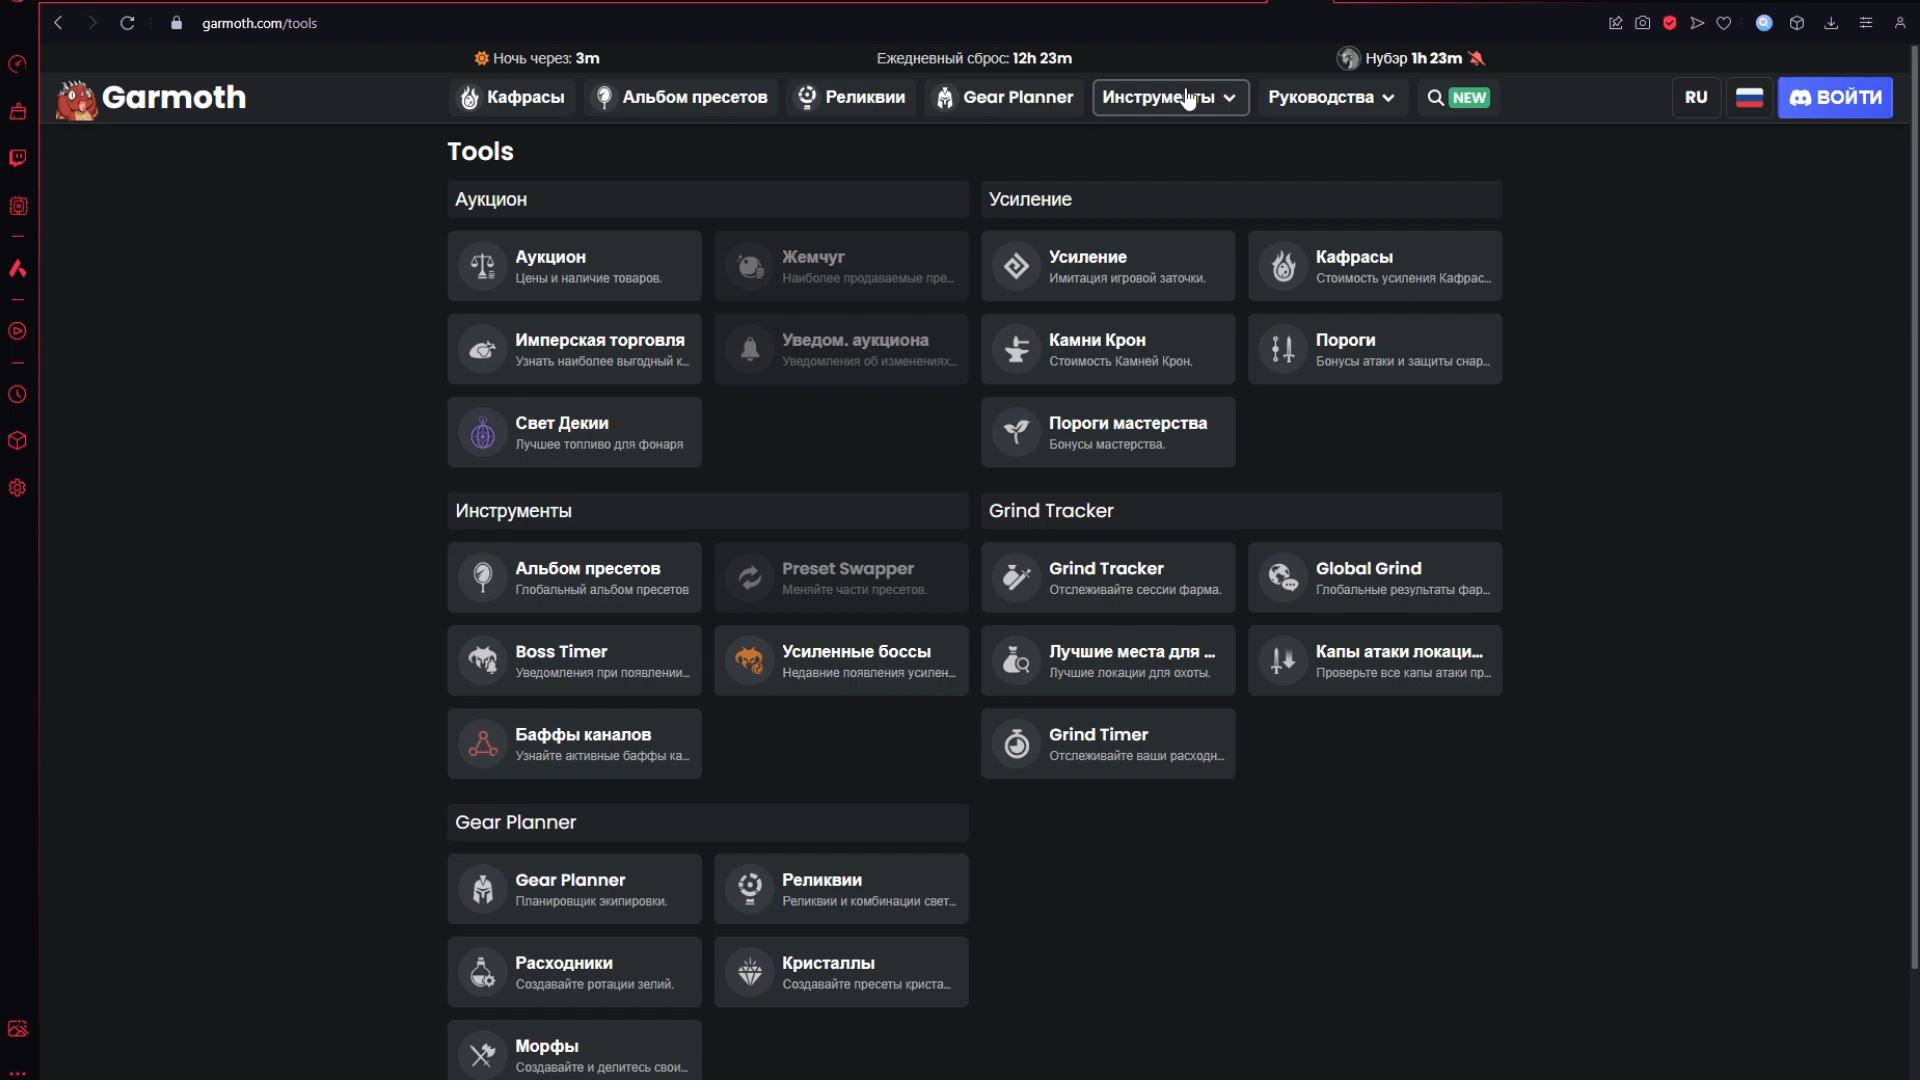 garmoth.com/tools
Ночь через: 3m
Ежедневный сброс: 12h 23m
Нубэр 1h 23m
Garmoth
Кафрасы
Альбом пресетов
Реликвии
Gear Planner
Инструменты
Руководства
NEW
RU
ВОЙТИ
Tools
Аукцион
Аукцион
Цены и наличие товаров.
Жемчуг
Наиболее продаваемые пре...
Имперская торговля
Узнать наиболее выгодный к...
Уведом. аукциона
Уведомления об изменениях...
Свет Декии
Лучшее топливо для фонаря
Усиление
Усиление
Имитация игровой заточки.
Кафрасы
Стоимость усиления Кафрас...
Камни Крон
Стоимость Камней Крон.
Пороги
Бонусы атаки и защиты снар...
Пороги мастерства
Бонусы мастерства.
Инструменты
Альбом пресетов
Глобальный альбом пресетов
Preset Swapper
Меняйте части пресетов.
Boss Timer
Уведомления при появлении...
Усиленные боссы
Недавние появления усилен...
Баффы каналов
Узнайте активные баффы ка...
Grind Tracker
Grind Tracker
Отслеживайте сессии фарма.
Global Grind
Глобальные результаты фар...
Лучшие места для ...
Лучшие локации для охоты.
Капы атаки локаци...
Проверьте все капы атаки пр...
Grind Timer
Отслеживайте ваши расходн...
Gear Planner
Gear Planner
Планировщик экипировки.
Реликвии
Реликвии и комбинации свет...
Расходники
Создавайте ротации зелий.
Кристаллы
Создавайте пресеты криста...
Морфы
Создавайте и делитесь свои...